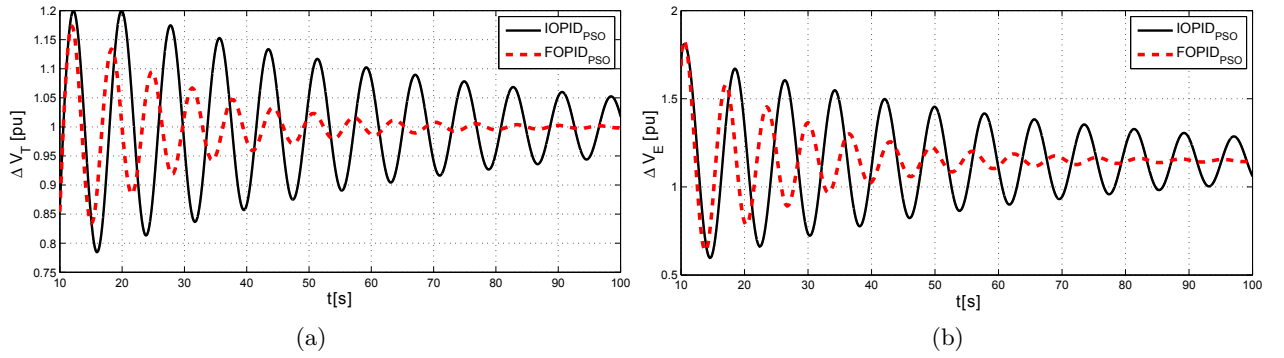 1.2
1.15
1.1
1.05
1
0.95
0.9
0.85
0.8
0.75
Δ V_T [pu]
10 20 30 40 50 60 70 80 90 100
t[s]
IOPID_PSO
FOPID_PSO
(a)
2
1.5
1
0.5
Δ V_E [pu]
10 20 30 40 50 60 70 80 90 100
t[s]
IOPID_PSO
FOPID_PSO
(b)